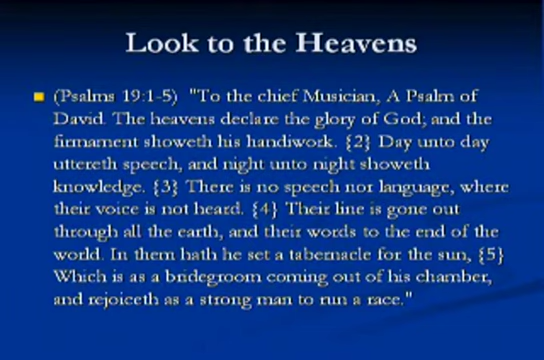 Look to the Heavens
(Psalms 19:1-5) "To the chief Musician, A Psalm of
David. The heavens declare the glory of God; and the
firmament showeth his handiwork. {2} Day unto day
uttereth speech, and night unto night showeth
knowledge. {3} There is no speech nor language, where
their voice is not heard. {4} Their line is gone out
through all the earth, and their words to the end of the
world. In them hath he set a tabernacle for the sun, {5}
Which is as a bridegroom coming out of his chamber,
and rejoiceth as a strong man to run a race."